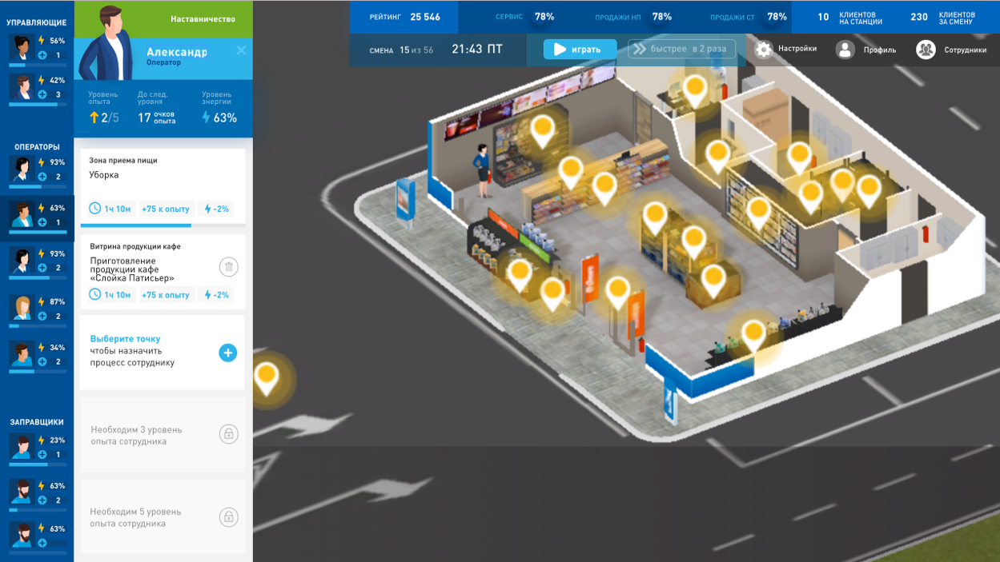 УПРАВЛЯЮЩИЕ
56%
1
42%
3
ОПЕРАТОРЫ
93%
2
63%
1
93%
2
87%
2
34%
2
ЗАПРАВЩИКИ
23%
1
63%
2
63%
Наставничество
Александр
Оператор
Уровень опыта
2/5
До след. уровня
17 очков опыта
Уровень энергии
63%
Зона приема пищи
Уборка
1ч 10м
+75 к опыту
-2%
Витрина продукции кафе
Приготовление
продукции кафе
«Слойка Патисьер»
1ч 10м
+75 к опыту
-2%
Выберите точку
чтобы назначить
процесс сотруднику
Необходим 3 уровень
опыта сотрудника
Необходим 5 уровень
опыта сотрудника
РЕЙТИНГ 25 546
СЕРВИС 78%
ПРОДАЖИ НП 78%
ПРОДАЖИ СТ 78%
10 КЛИЕНТОВ НА СТАНЦИИ
230 КЛИЕНТОВ ЗА СМЕНУ
СМЕНА 15 из 56
21:43 ПТ
играть
быстрее в 2 раза
Настройки
Профиль
Сотрудники